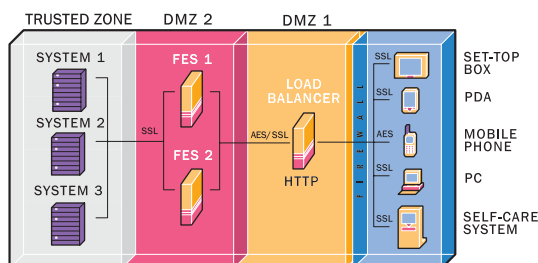 TRUSTED ZONE
DMZ 2
DMZ 1
SYSTEM 1
SYSTEM 2
SYSTEM 3
SSL
FES 1
FES 2
AES/SSL
LOAD
BALANCER
HTTP
FIREWALL
SSL
SET-TOP
BOX
SSL
PDA
AES
MOBILE
PHONE
SSL
PC
SSL
SELF-CARE
SYSTEM